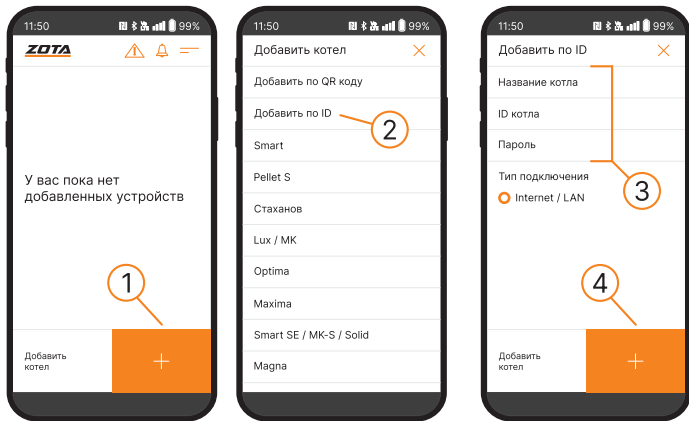 11:50
99%
ZOTA
У вас пока нет
добавленных устройств
1
Добавить
котел
11:50
99%
Добавить котел
Добавить по QR коду
Добавить по ID
2
Smart
Pellet S
Стаханов
Lux / MK
Optima
Maxima
Smart SE / MK-S / Solid
Magna
11:50
99%
Добавить по ID
Название котла
ID котла
Пароль
3
Тип подключения
Internet / LAN
4
Добавить
котел